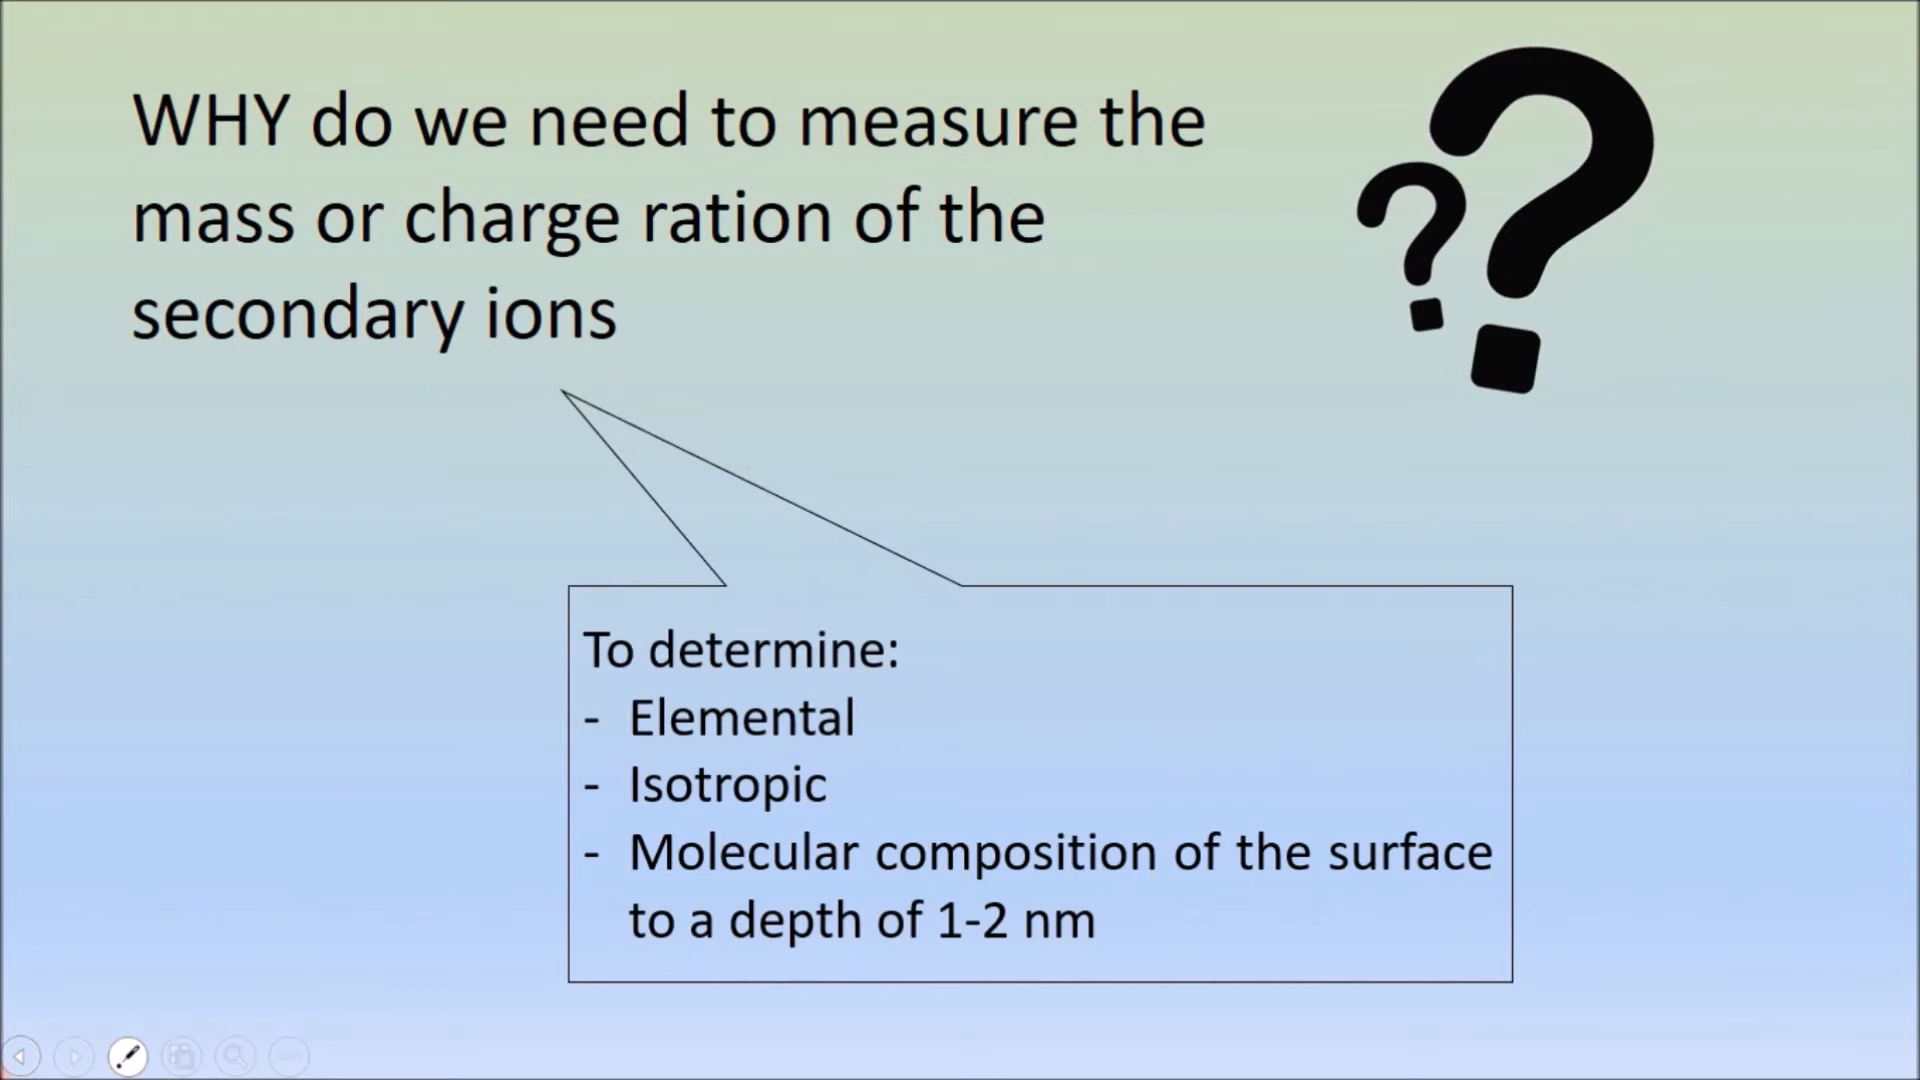 WHY do we need to measure the
mass or charge ration of the
secondary ions
To determine:
- Elemental
- Isotropic
- Molecular composition of the surface
to a depth of 1-2 nm